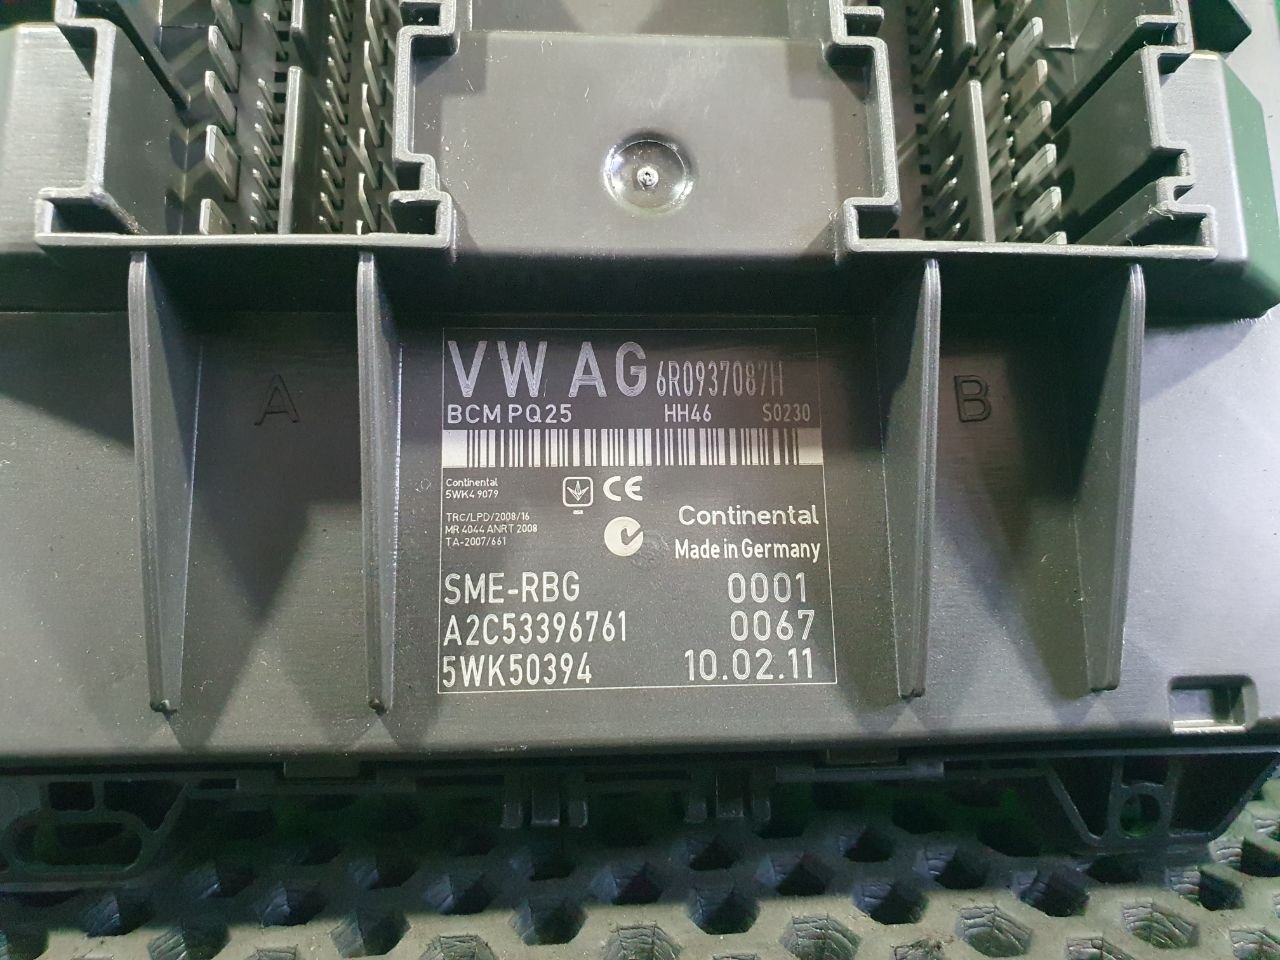 VW AG 6R0937087H
BCM PQ25 HH46 S0230
A
B
Continental
5WK4 9079
CE
TRC/LPD/2008/16
MR 4044 ANRT 2008
TA-2007/661
Continental
Made in Germany
SME-RBG 0001
A2C53396761 0067
5WK50394 10.02.11